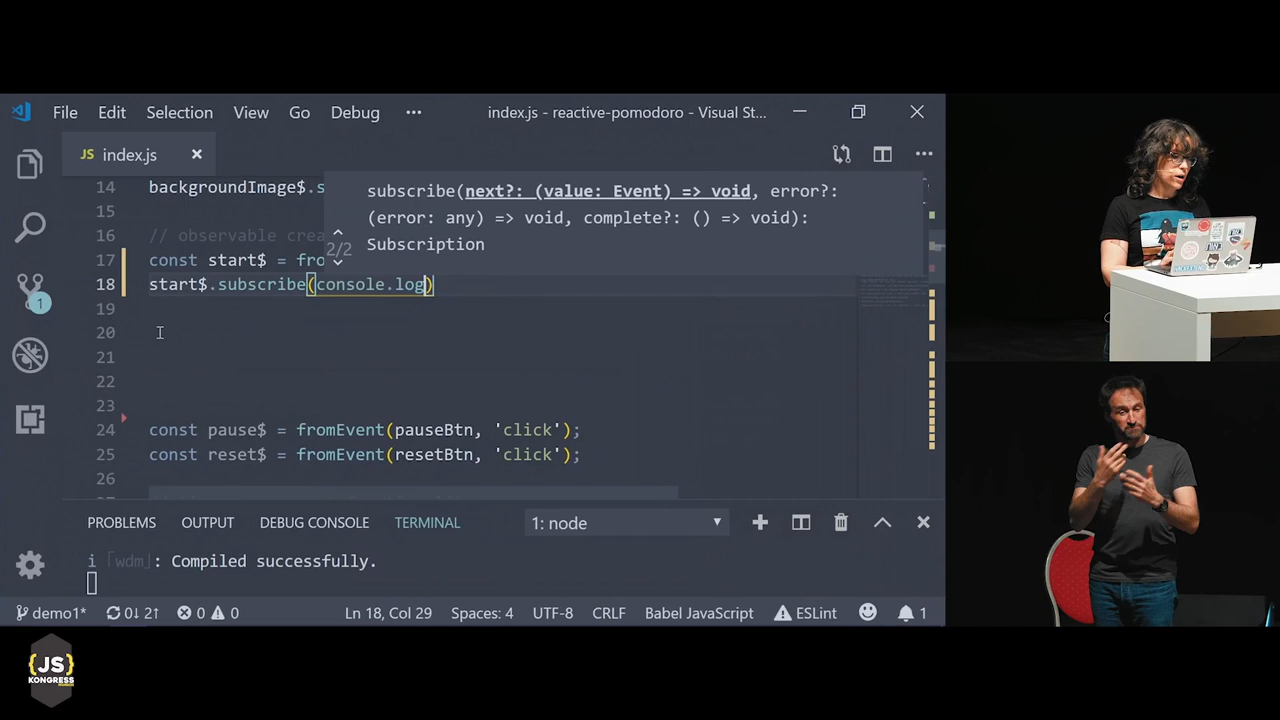 File Edit Selection View Go Debug ··· index.js - reactive-pomodoro - Visual St...
JS index.js
14 backgroundImage$.s
15
16 // observable crea
17 const start$ = fro
18 start$.subscribe(console.log)
subscribe(next?: (value: Event) => void, error?:
(error: any) => void, complete?: () => void):
2/2
Subscription
19
20
21
22
23
24 const pause$ = fromEvent(pauseBtn, 'click');
25 const reset$ = fromEvent(resetBtn, 'click');
26
1
PROBLEMS OUTPUT DEBUG CONSOLE TERMINAL 1: node
i ｢wdm｣: Compiled successfully.
demo1* 0↓ 2↑ 0 0 Ln 18, Col 29 Spaces: 4 UTF-8 CRLF Babel JavaScript ESLint 1
{JS}
KONGRESS